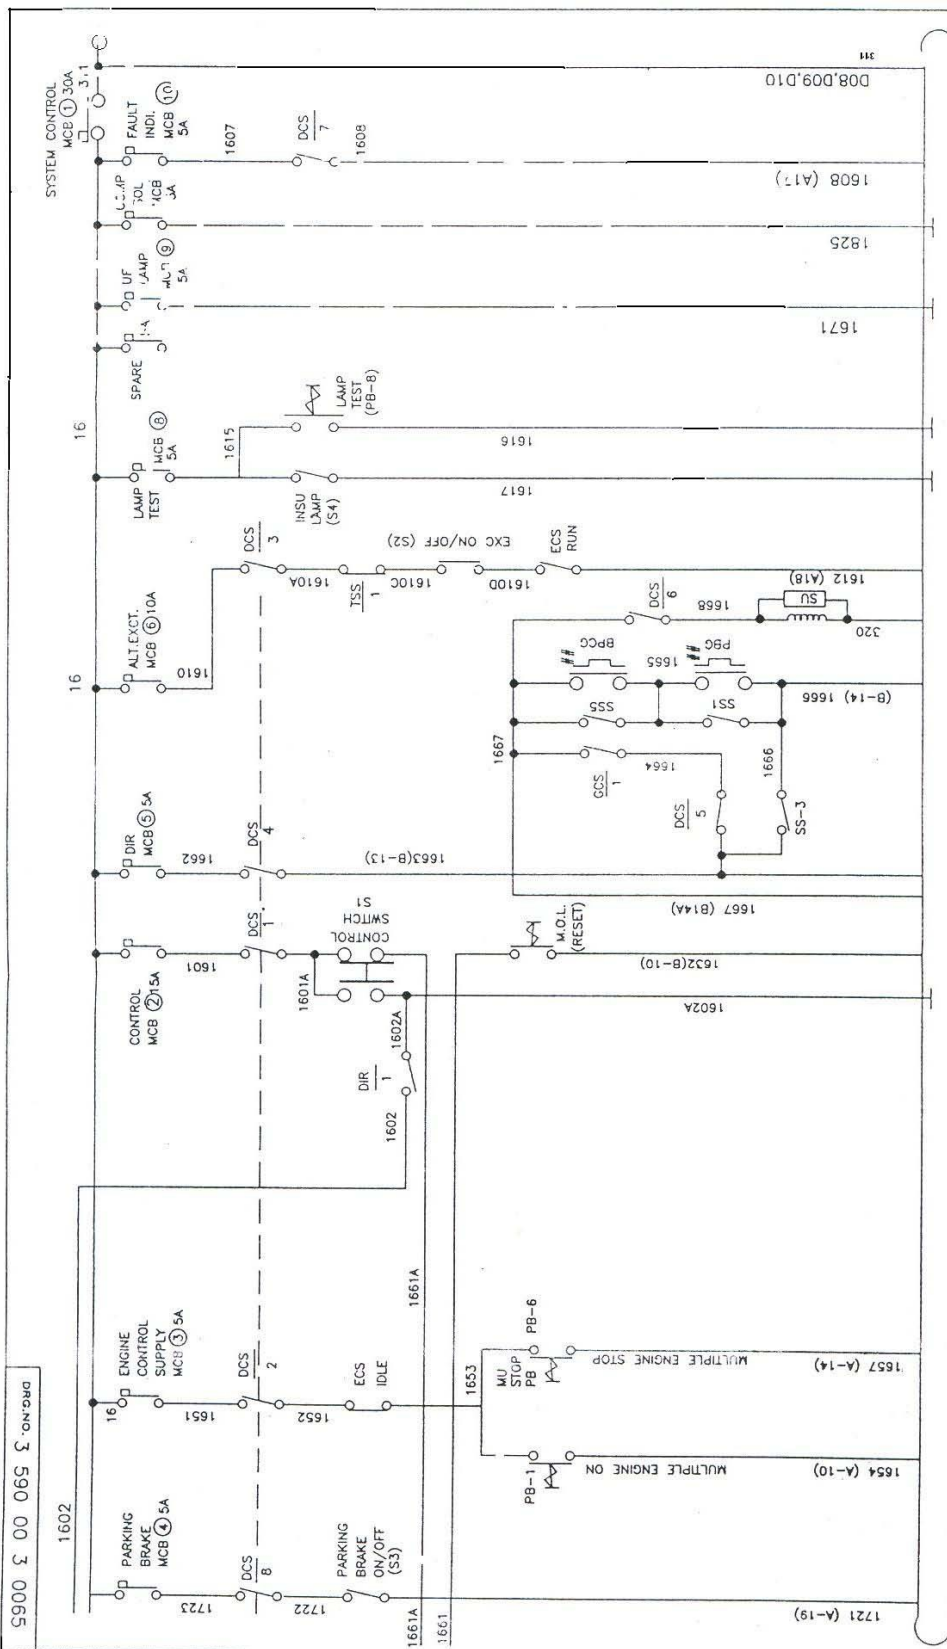 SYSTEM CONTROL
MCB ① 30A
3,1
311
D08,D09,D10
FAULT
INDI.
MCB ⑩
5A
1607
DCS
7
1608
1608 (A17)
SOL
MCB
5A
1825
UF
LAMP
MCB ⑨
5A
1671
SPARE
16
LAMP
TEST
MCB ⑧
5A
1615
LAMP
TEST
(PB-8)
1616
INSU
LAMP
(S4)
1617
16
ALT.EXCT.
MCB ⑥ 10A
1610
DCS
3
1610A
TSS
1
1610C
EXC ON/OFF (S2)
1610D
ECS
RUN
1612 (A18)
DCS
6
1668
SU
320
##
BPCG
1665
##
PBG
1666 (B-14)
SS5
SS1
1667
GCS
1
1664
1666
DCS
5
SS-3
DIR
MCB ⑤ 5A
1662
DCS
4
1663(B-13)
1667 (B14A)
CONTROL
MCB ② 15A
1601
DCS
1
1601A
CONTROL
SWITCH
S1
M.O.L.
(RESET)
1632(B-10)
1602A
1602A
DIR
1
1602
1661A
ENGINE
CONTROL
SUPPLY
MCB ③ 5A
16
1651
DCS
2
1652
ECS
IDLE
1653
MU
STOP
PB
PB-6
MULTIPLE ENGINE STOP
1657 (A-14)
PB-1
MULTIPLE ENGINE ON
1654 (A-10)
1602
PARKING
BRAKE
MCB ④ 5A
1723
DCS
8
1722
PARKING
BRAKE
ON/OFF
(S3)
1661A
1661
1721 (A-19)
DRG.NO. 3 590 00 3 0065